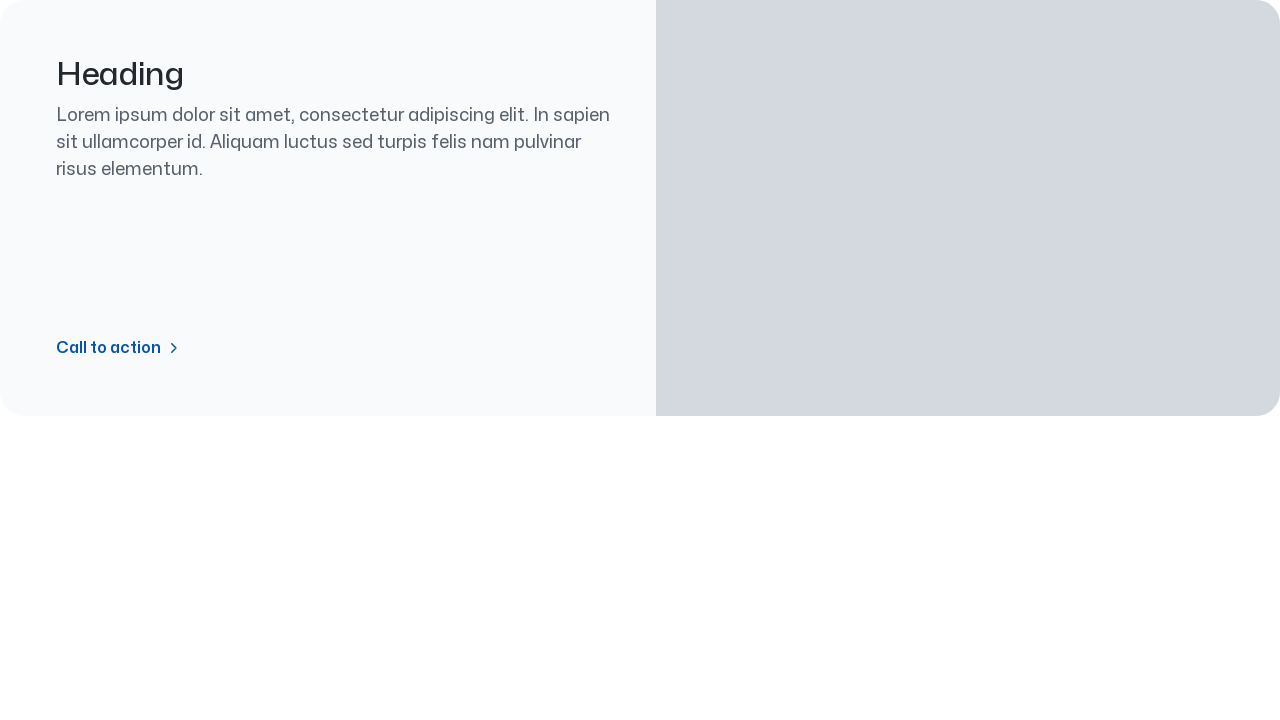 Heading
Lorem ipsum dolor sit amet, consectetur adipiscing elit. In sapien
sit ullamcorper id. Aliquam luctus sed turpis felis nam pulvinar
risus elementum.
Call to action